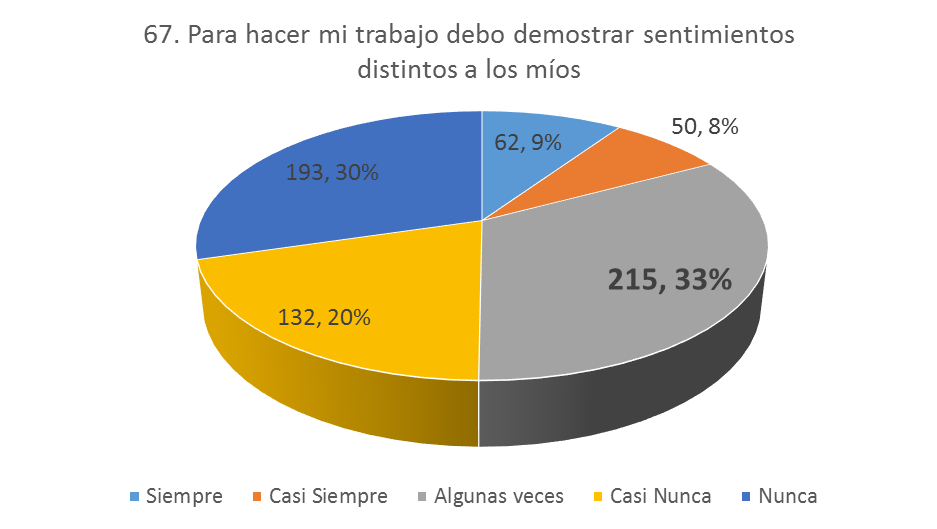 67. Para hacer mi trabajo debo demostrar sentimientos
distintos a los míos
62, 9%
50, 8%
193, 30%
215, 33%
132, 20%
Siempre
Casi Siempre
Algunas veces
Casi Nunca
Nunca